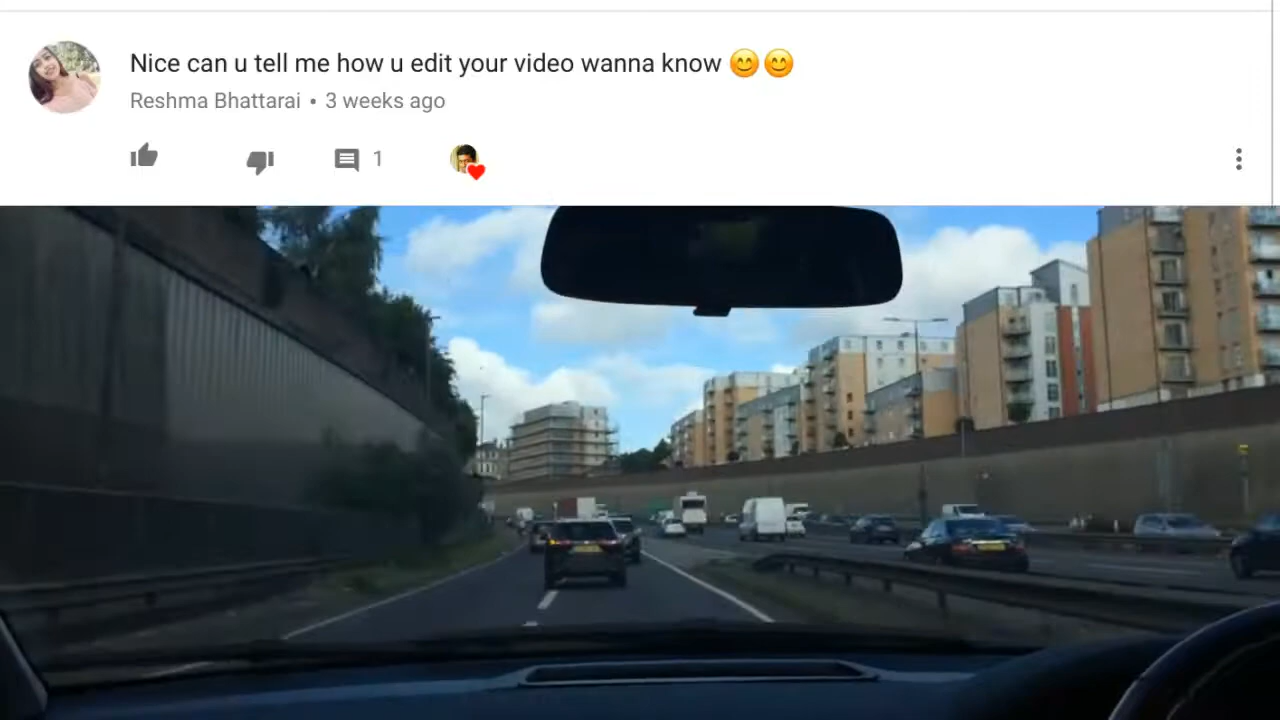 Nice can u tell me how u edit your video wanna know 😊😊
Reshma Bhattarai • 3 weeks ago
1